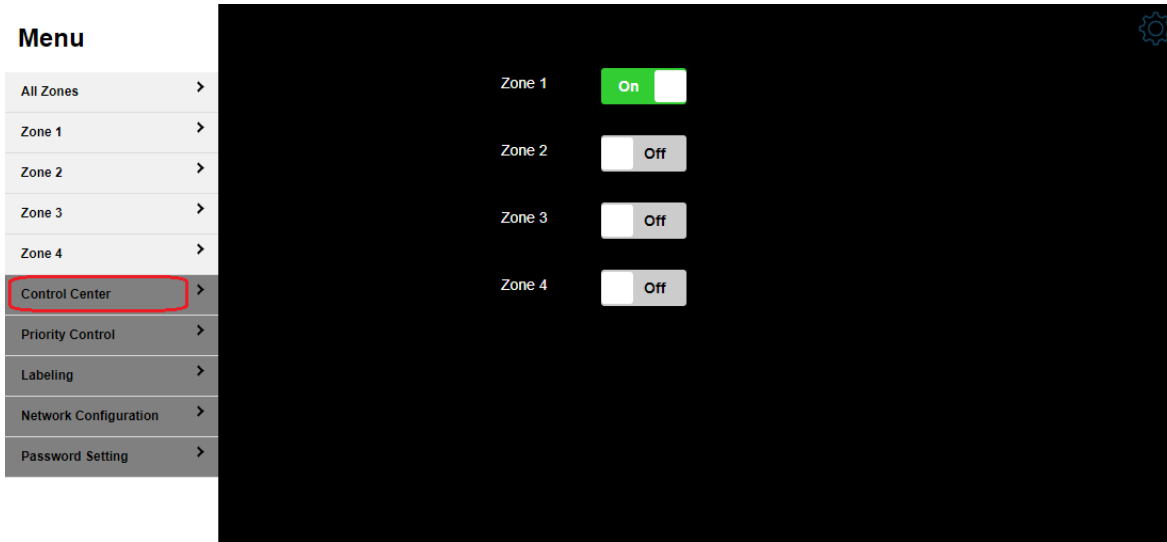 Menu
All Zones
Zone 1
Zone 2
Zone 3
Zone 4
Control Center
Priority Control
Labeling
Network Configuration
Password Setting
Zone 1 On
Zone 2 Off
Zone 3 Off
Zone 4 Off